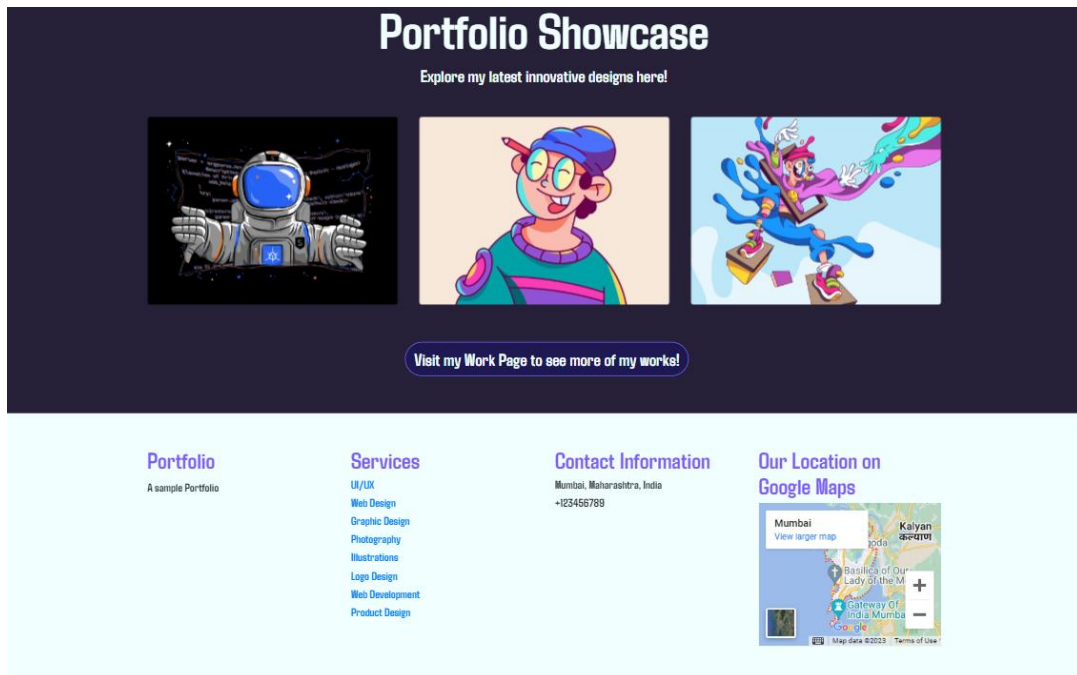 Portfolio Showcase
Explore my latest innovative designs here!
Visit my Work Page to see more of my works!
Portfolio
A sample Portfolio
Services
UI/UX
Web Design
Graphic Design
Photography
Illustrations
Logo Design
Web Development
Product Design
Contact Information
Mumbai, Maharashtra, India
+123456789
Our Location on
Google Maps
Mumbai
View larger map
Kalyan
कल्याण
Basilica of Our
Lady of the M
Gateway Of
India Mumba
Google
Map data ©2023
Terms of Use